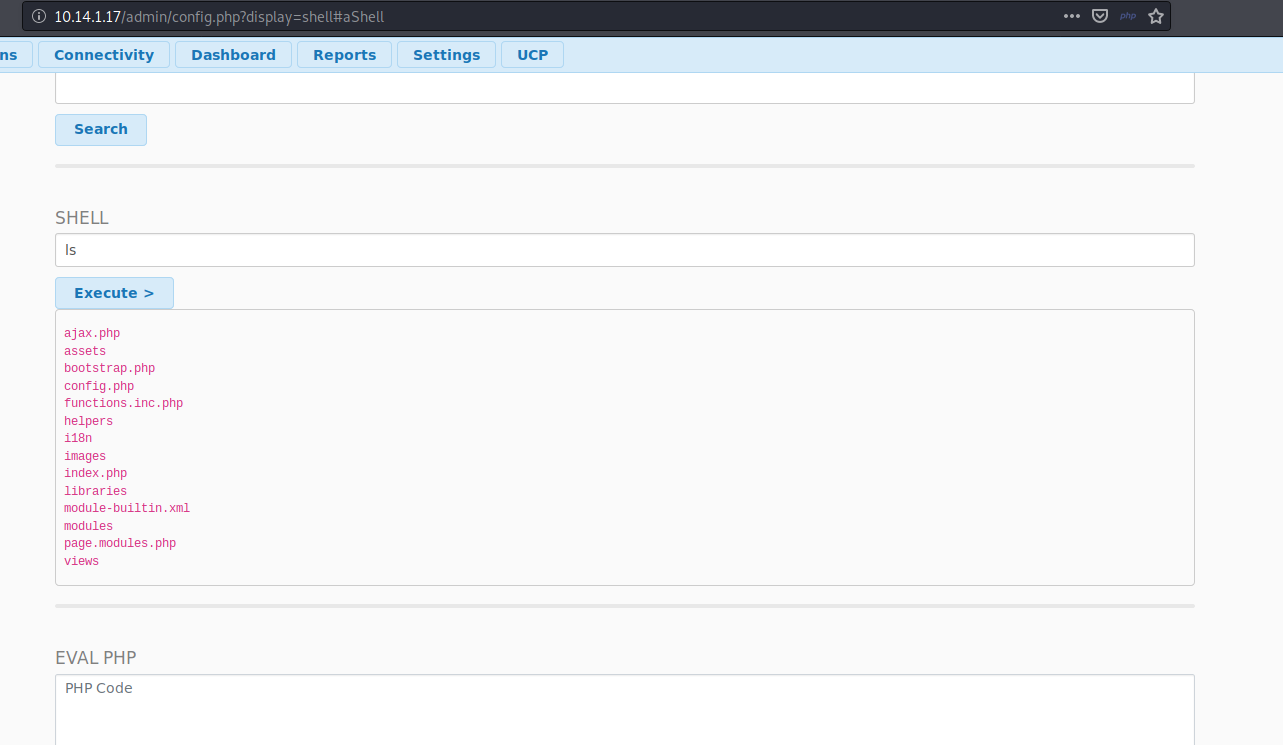 10.14.1.17/admin/config.php?display=shell#aShell
php
ns
Connectivity
Dashboard
Reports
Settings
UCP
Search
SHELL
ls
Execute >
ajax.php
assets
bootstrap.php
config.php
functions.inc.php
helpers
i18n
images
index.php
libraries
module-builtin.xml
modules
page.modules.php
views
EVAL PHP
PHP Code